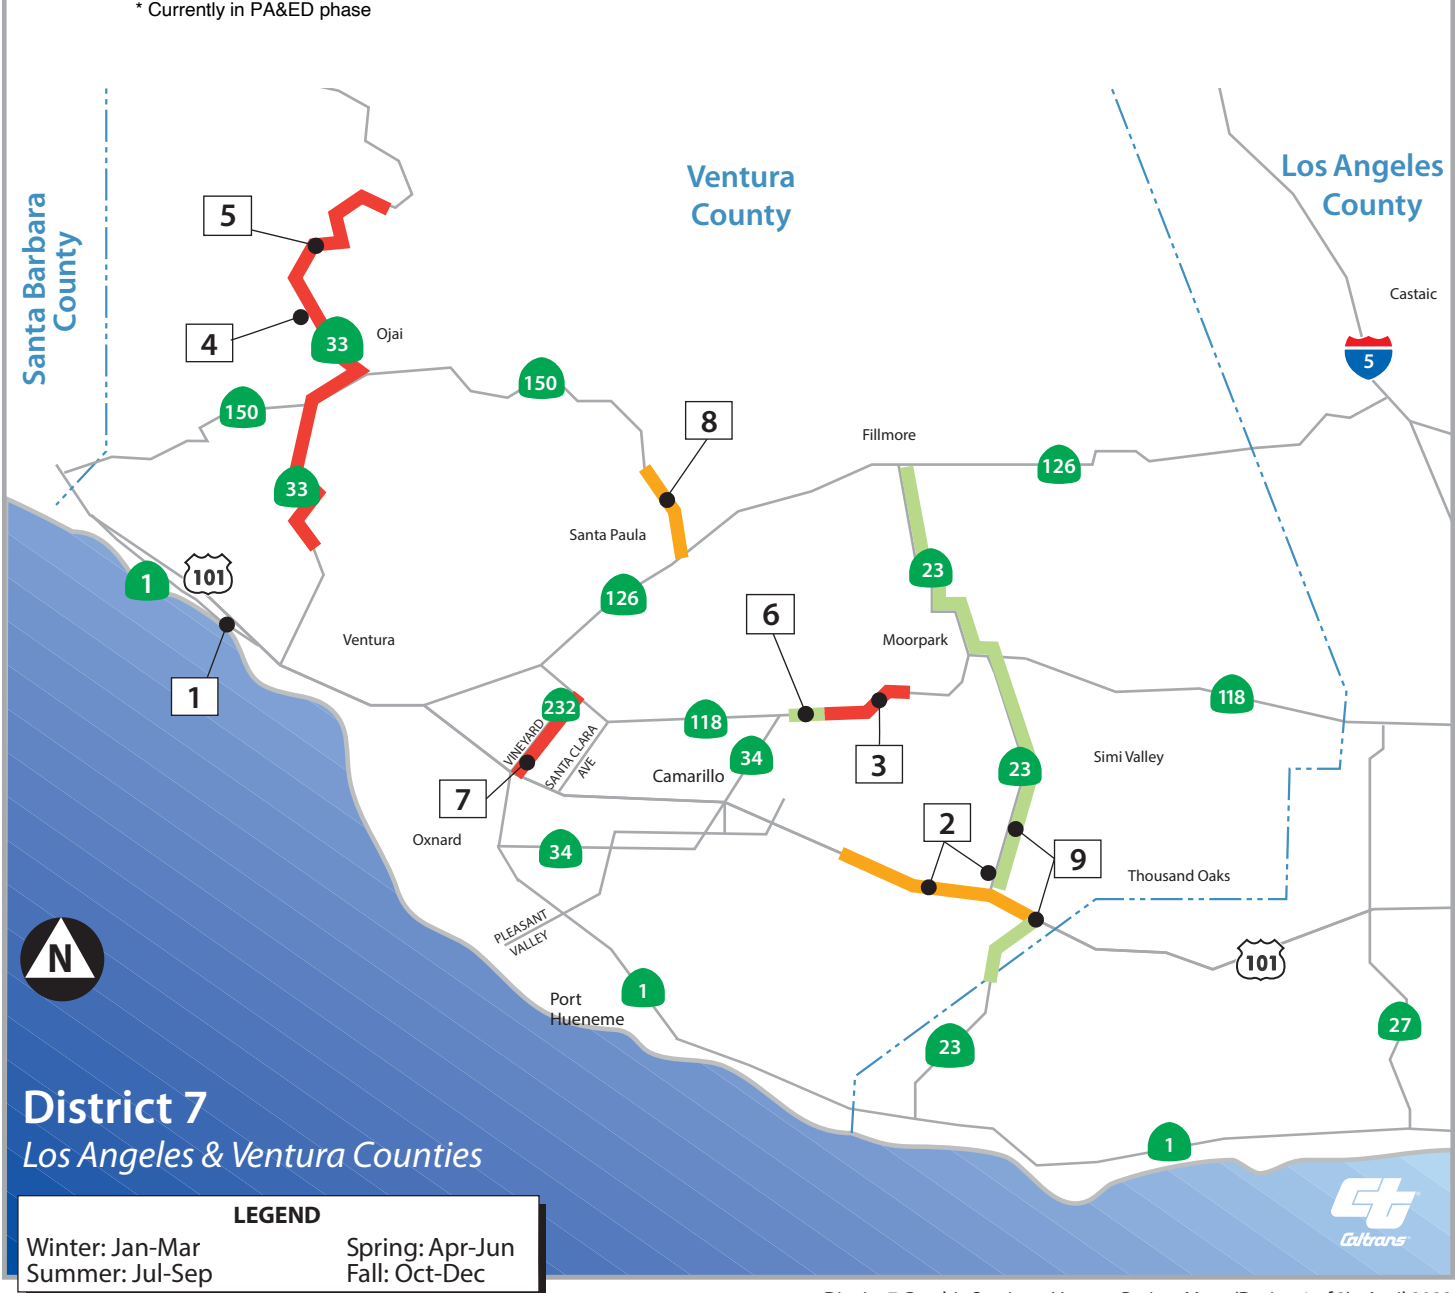 * Currently in PA&ED phase
Santa Barbara
County
Ventura
County
Los Angeles
County
Castaic
5
5
4
33
Ojai
150
150
8
Fillmore
126
33
Santa Paula
1
101
126
23
6
Moorpark
Ventura
1
232
118
118
34
VINEYARD
SANTA CLARA
AVE
3
Camarillo
23
Simi Valley
7
2
Oxnard
34
9
Thousand Oaks
PLEASANT
VALLEY
N
101
1
Port
Hueneme
27
23
1
District 7
Los Angeles & Ventura Counties
Caltrans
LEGEND
Winter: Jan-Mar
Spring: Apr-Jun
Summer: Jul-Sep
Fall: Oct-Dec